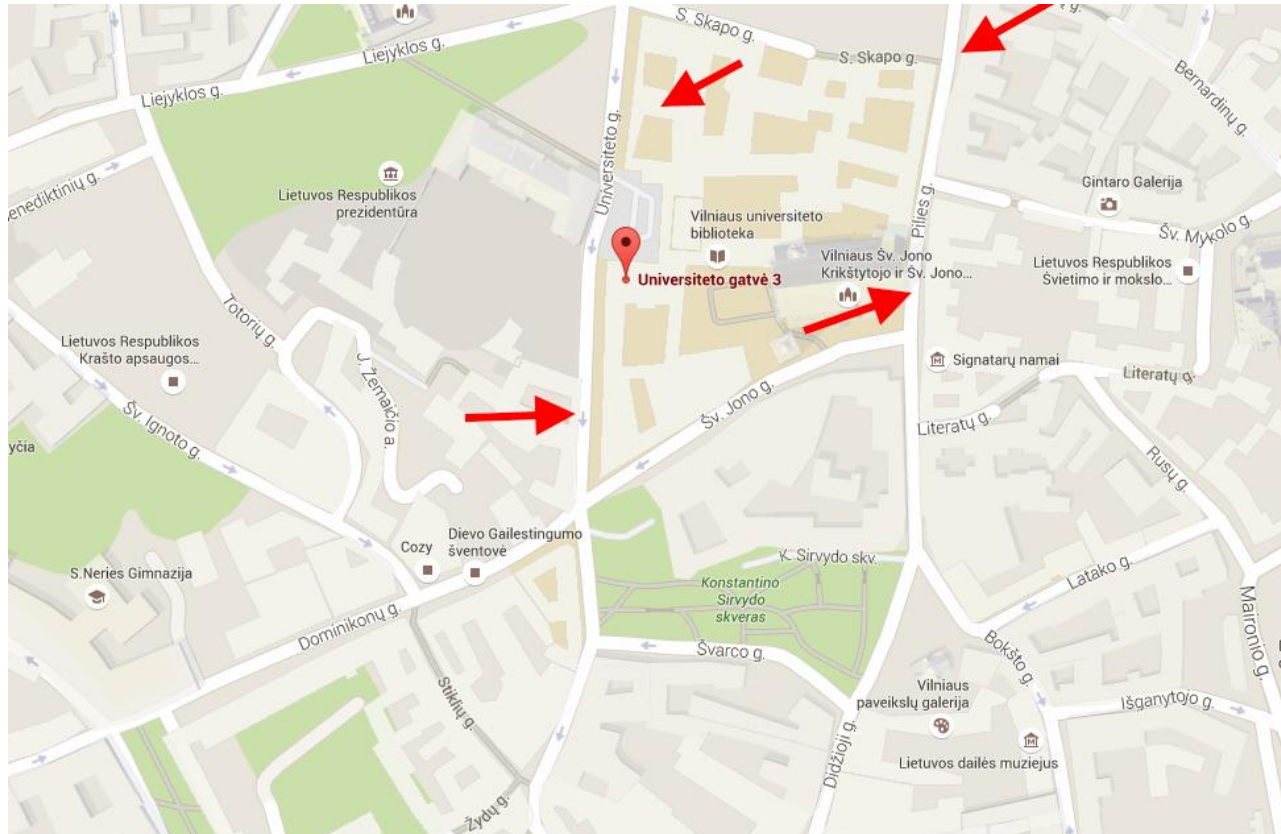 S. Skapo g.
S. Skapo g.
Liejyklos g.
Liejyklos g.
Bernardinų g.
Universiteto g.
Lietuvos Respublikos
prezidentūra
Vilniaus universiteto
biblioteka
Pilies g.
Gintaro Galerija
Šv. Mykolo g.
Vilniaus Šv. Jono
Krikštytojo ir Šv. Jono...
Lietuvos Respublikos
Švietimo ir mokslo...
Universiteto gatvė 3
Totorių g.
Lietuvos Respublikos
Krašto apsaugos...
J. Žemaičio a.
Signatarų namai
Literatų g.
Literatų g.
Šv. Jono g.
Šv. Ignoto g.
Rusų g.
Cozy
Dievo Gailestingumo
šventovė
K. Sirvydo skv.
S.Neries Gimnazija
Konstantino
Sirvydo
skveras
Latako g.
Maironio g.
Dominikonų g.
Švarco g.
Bokšto g.
Stiklių g.
Vilniaus
paveikslų galerija
Išganytojo g.
Didžioji g.
Lietuvos dailės muziejus
Žydų g.